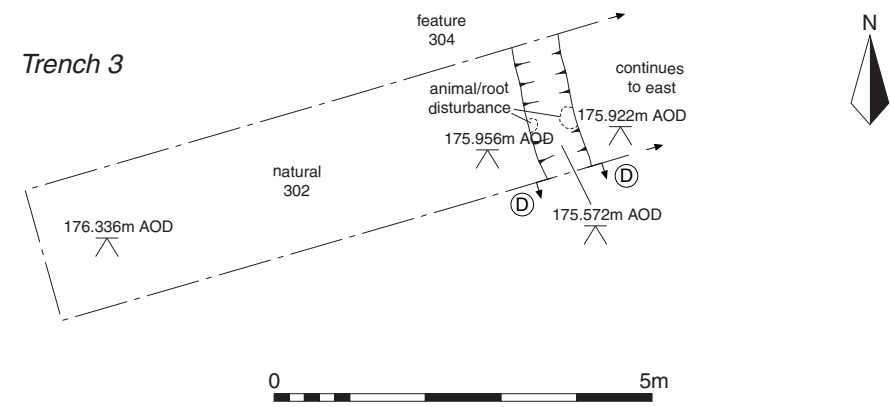 feature
304
N
Trench 3
continues
to east
animal/root
disturbance
175.922m AOD
175.956m AOD
natural
302
D
D
176.336m AOD
175.572m AOD
0
5m